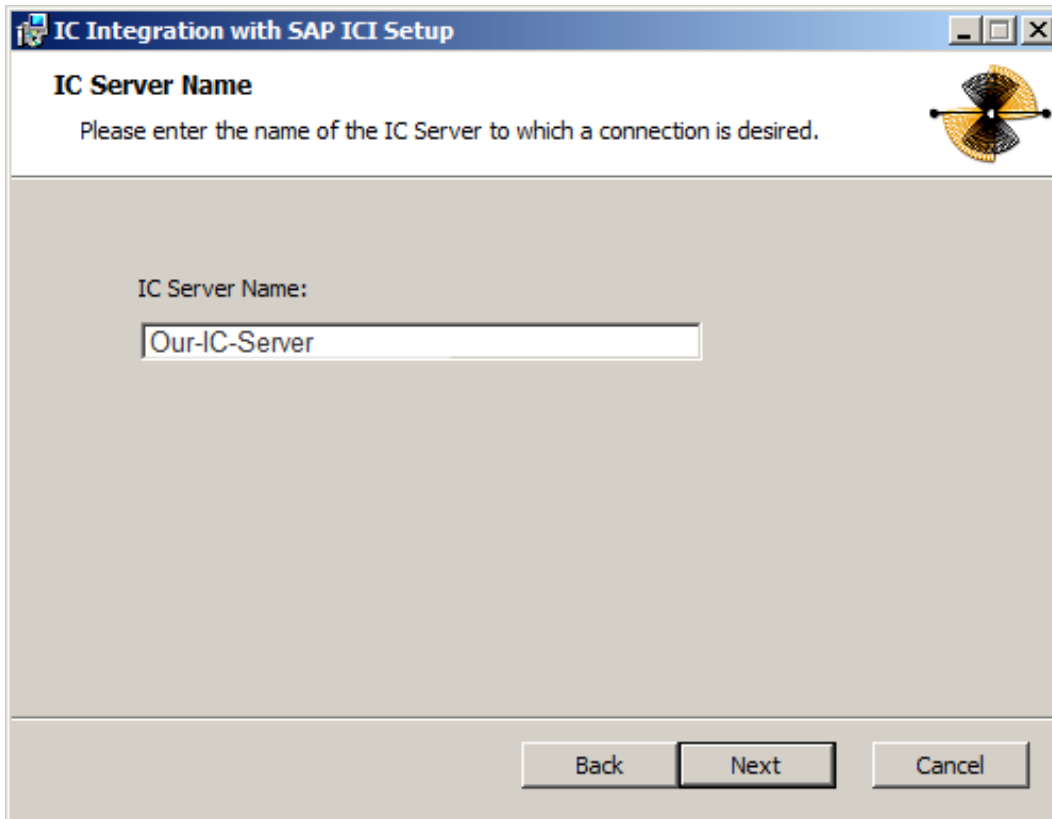 IC Integration with SAP ICI Setup
IC Server Name
Please enter the name of the IC Server to which a connection is desired.
IC Server Name:
Our-IC-Server
Back Next Cancel